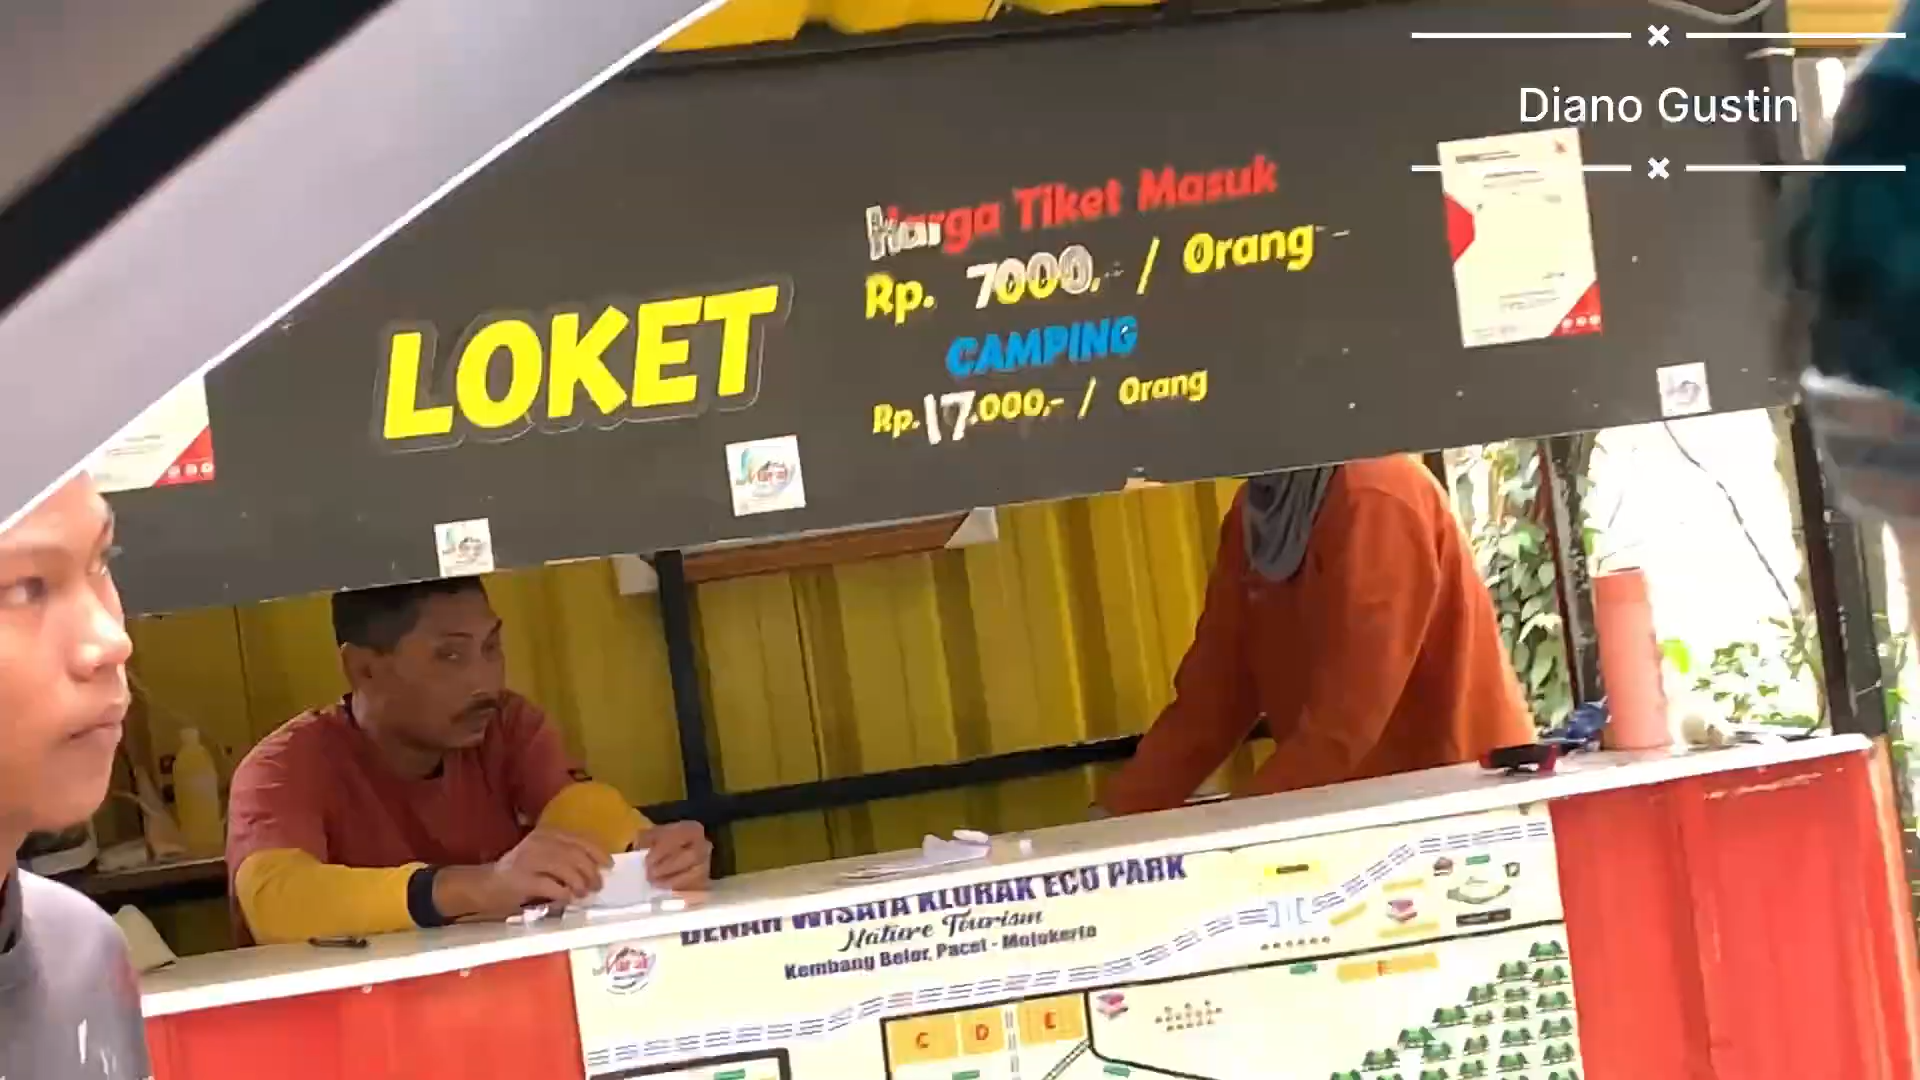 Diano Gustin
LOKET
Harga Tiket Masuk
Rp. 7000,- / Orang
CAMPING
Rp.17.000,- / Orang
DENAH WISATA KLURAK ECO PARK
Nature Tourism
Kembang Belor, Pacet - Mojokerto
C D E
E